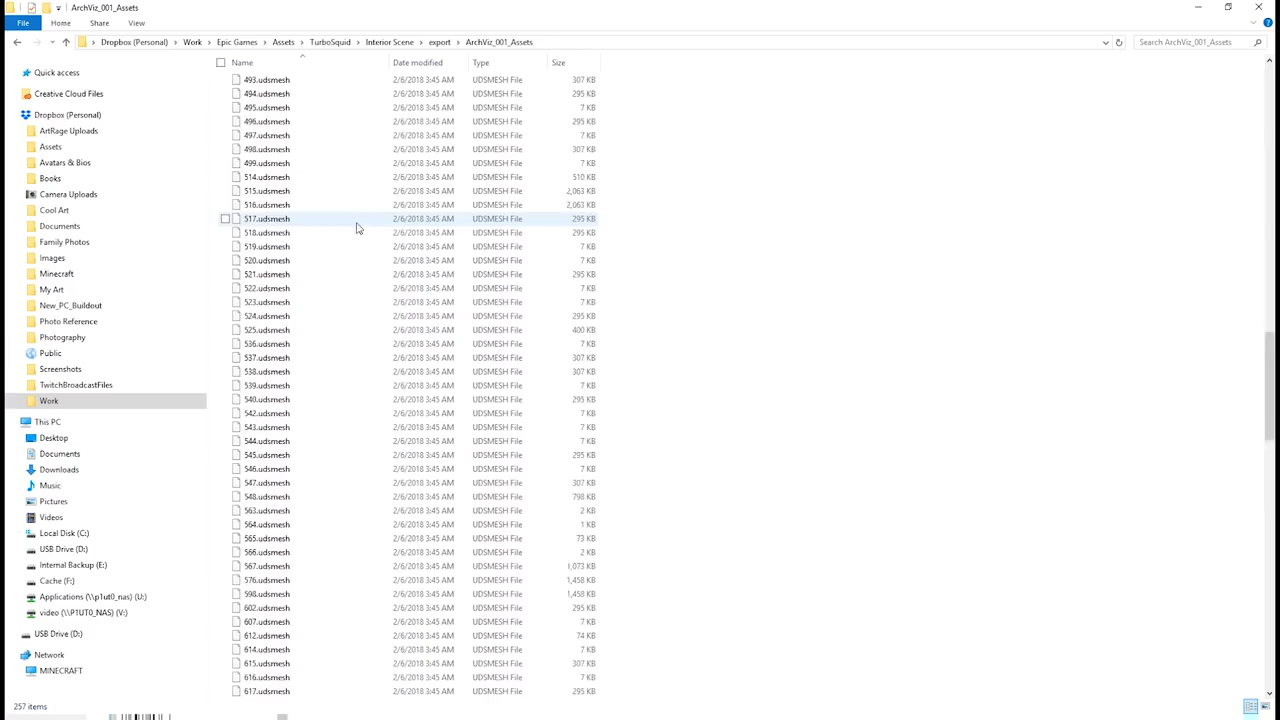 ArchViz_001_Assets
File Home Share View
Dropbox (Personal) Work Epic Games Assets TurboSquid Interior Scene export ArchViz_001_Assets Search ArchViz_001_Assets
Name Date modified Type Size
Quick access
Creative Cloud Files
Dropbox (Personal)
ArtRage Uploads
Assets
Avatars & Bios
Books
Camera Uploads
Cool Art
Documents
Family Photos
Images
Minecraft
My Art
New_PC_Buildout
Photo Reference
Photography
Public
Screenshots
TwitchBroadcastFiles
Work
This PC
Desktop
Documents
Downloads
Music
Pictures
Videos
Local Disk (C:)
USB Drive (D:)
Internal Backup (E:)
Cache (F:)
Applications (\\p1ut0_nas) (U:)
video (\\P1UT0_NAS) (V:)
USB Drive (D:)
Network
MINECRAFT
493.udsmesh 2/6/2018 3:45 AM UDSMESH File 307 KB
494.udsmesh 2/6/2018 3:45 AM UDSMESH File 295 KB
495.udsmesh 2/6/2018 3:45 AM UDSMESH File 7 KB
496.udsmesh 2/6/2018 3:45 AM UDSMESH File 295 KB
497.udsmesh 2/6/2018 3:45 AM UDSMESH File 7 KB
498.udsmesh 2/6/2018 3:45 AM UDSMESH File 307 KB
499.udsmesh 2/6/2018 3:45 AM UDSMESH File 7 KB
514.udsmesh 2/6/2018 3:45 AM UDSMESH File 510 KB
515.udsmesh 2/6/2018 3:45 AM UDSMESH File 2,063 KB
516.udsmesh 2/6/2018 3:45 AM UDSMESH File 2,063 KB
517.udsmesh 2/6/2018 3:45 AM UDSMESH File 295 KB
518.udsmesh 2/6/2018 3:45 AM UDSMESH File 295 KB
519.udsmesh 2/6/2018 3:45 AM UDSMESH File 7 KB
520.udsmesh 2/6/2018 3:45 AM UDSMESH File 7 KB
521.udsmesh 2/6/2018 3:45 AM UDSMESH File 295 KB
522.udsmesh 2/6/2018 3:45 AM UDSMESH File 7 KB
523.udsmesh 2/6/2018 3:45 AM UDSMESH File 7 KB
524.udsmesh 2/6/2018 3:45 AM UDSMESH File 295 KB
525.udsmesh 2/6/2018 3:45 AM UDSMESH File 400 KB
536.udsmesh 2/6/2018 3:45 AM UDSMESH File 7 KB
537.udsmesh 2/6/2018 3:45 AM UDSMESH File 307 KB
538.udsmesh 2/6/2018 3:45 AM UDSMESH File 307 KB
539.udsmesh 2/6/2018 3:45 AM UDSMESH File 7 KB
540.udsmesh 2/6/2018 3:45 AM UDSMESH File 295 KB
542.udsmesh 2/6/2018 3:45 AM UDSMESH File 7 KB
543.udsmesh 2/6/2018 3:45 AM UDSMESH File 7 KB
544.udsmesh 2/6/2018 3:45 AM UDSMESH File 7 KB
545.udsmesh 2/6/2018 3:45 AM UDSMESH File 295 KB
546.udsmesh 2/6/2018 3:45 AM UDSMESH File 7 KB
547.udsmesh 2/6/2018 3:45 AM UDSMESH File 307 KB
548.udsmesh 2/6/2018 3:45 AM UDSMESH File 798 KB
563.udsmesh 2/6/2018 3:45 AM UDSMESH File 2 KB
564.udsmesh 2/6/2018 3:45 AM UDSMESH File 1 KB
565.udsmesh 2/6/2018 3:45 AM UDSMESH File 73 KB
566.udsmesh 2/6/2018 3:45 AM UDSMESH File 2 KB
567.udsmesh 2/6/2018 3:45 AM UDSMESH File 1,073 KB
576.udsmesh 2/6/2018 3:45 AM UDSMESH File 1,458 KB
598.udsmesh 2/6/2018 3:45 AM UDSMESH File 1,458 KB
602.udsmesh 2/6/2018 3:45 AM UDSMESH File 295 KB
607.udsmesh 2/6/2018 3:45 AM UDSMESH File 7 KB
612.udsmesh 2/6/2018 3:45 AM UDSMESH File 74 KB
614.udsmesh 2/6/2018 3:45 AM UDSMESH File 7 KB
615.udsmesh 2/6/2018 3:45 AM UDSMESH File 307 KB
616.udsmesh 2/6/2018 3:45 AM UDSMESH File 7 KB
617.udsmesh 2/6/2018 3:45 AM UDSMESH File 295 KB
257 items